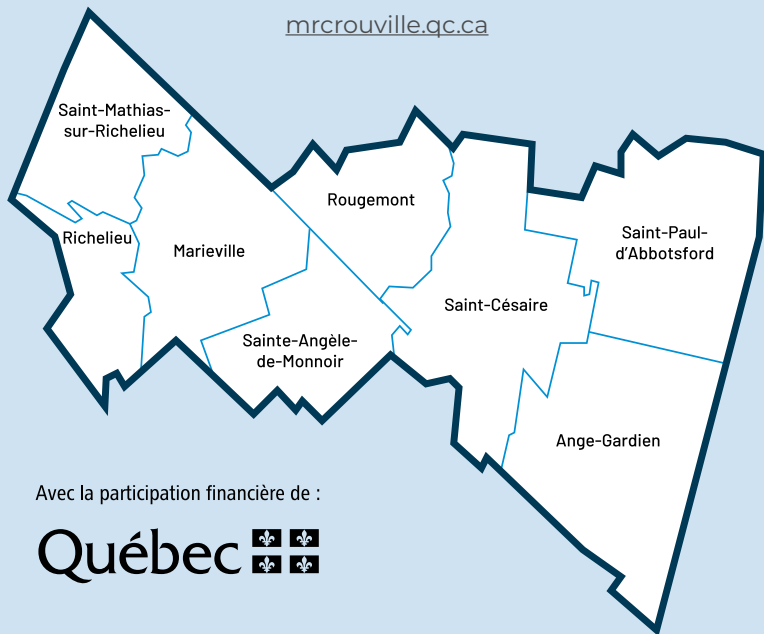 mrcrouville.qc.ca
Saint-Mathias-
sur-Richelieu
Rougemont
Richelieu
Marieville
Saint-Paul-
d'Abbotsford
Saint-Césaire
Sainte-Angèle-
de-Monnoir
Ange-Gardien
Avec la participation financière de :
Québec